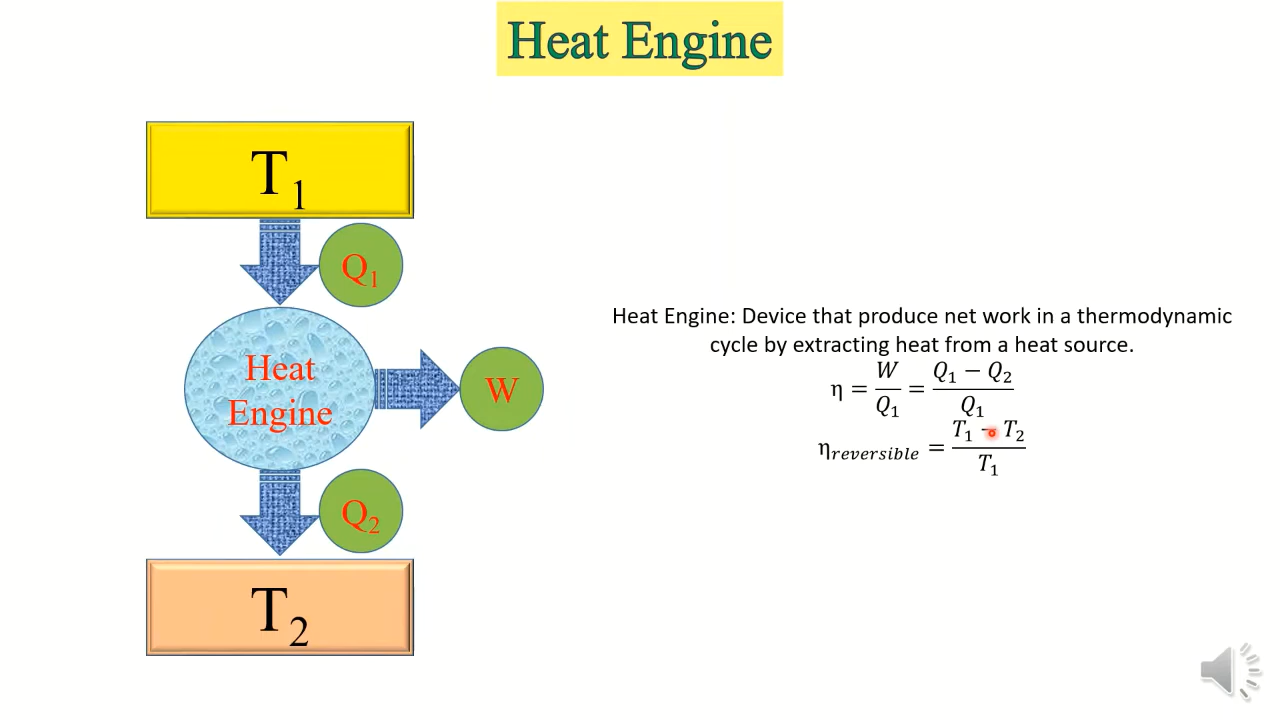 Heat Engine
T₁
Q₁
Heat
Engine
W
Q₂
T₂
Heat Engine: Device that produce net work in a thermodynamic
cycle by extracting heat from a heat source.
η = W/Q₁ = (Q₁ − Q₂)/Q₁
η_reversible = (T₁ − T₂)/T₁